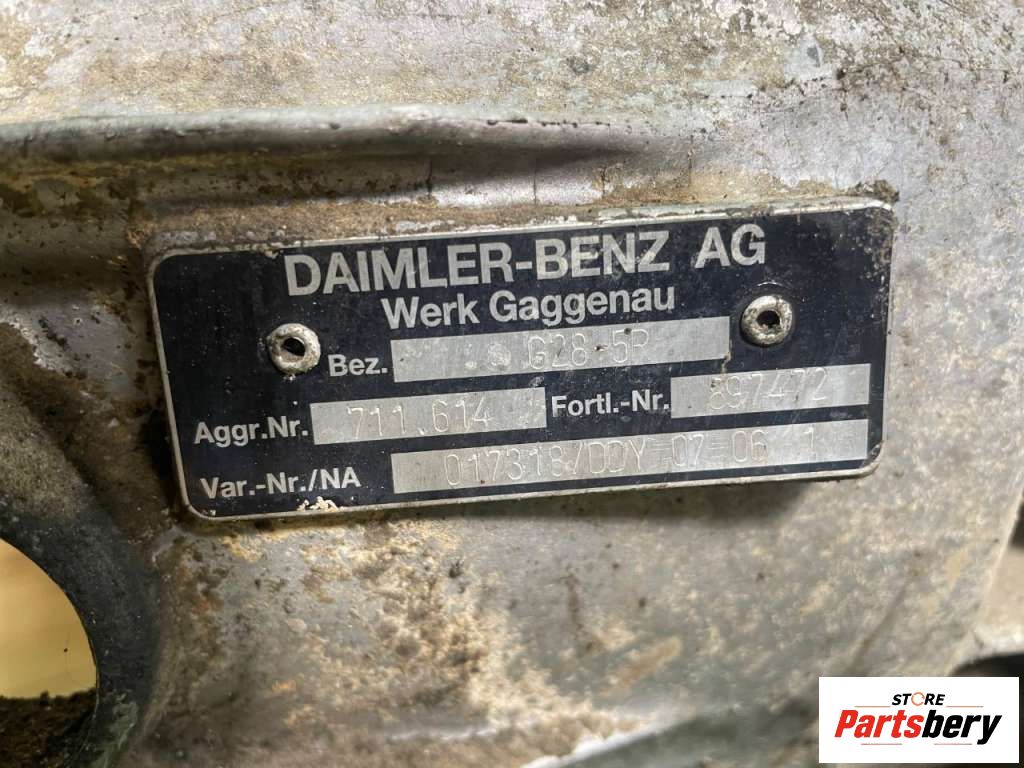 DAIMLER-BENZ AG
Werk Gaggenau
Bez. G28-5R
Aggr.Nr. 711.614 Fortl.-Nr. 897472
Var.-Nr./NA 017318/DDY-07-06/1
STORE
Partsbery